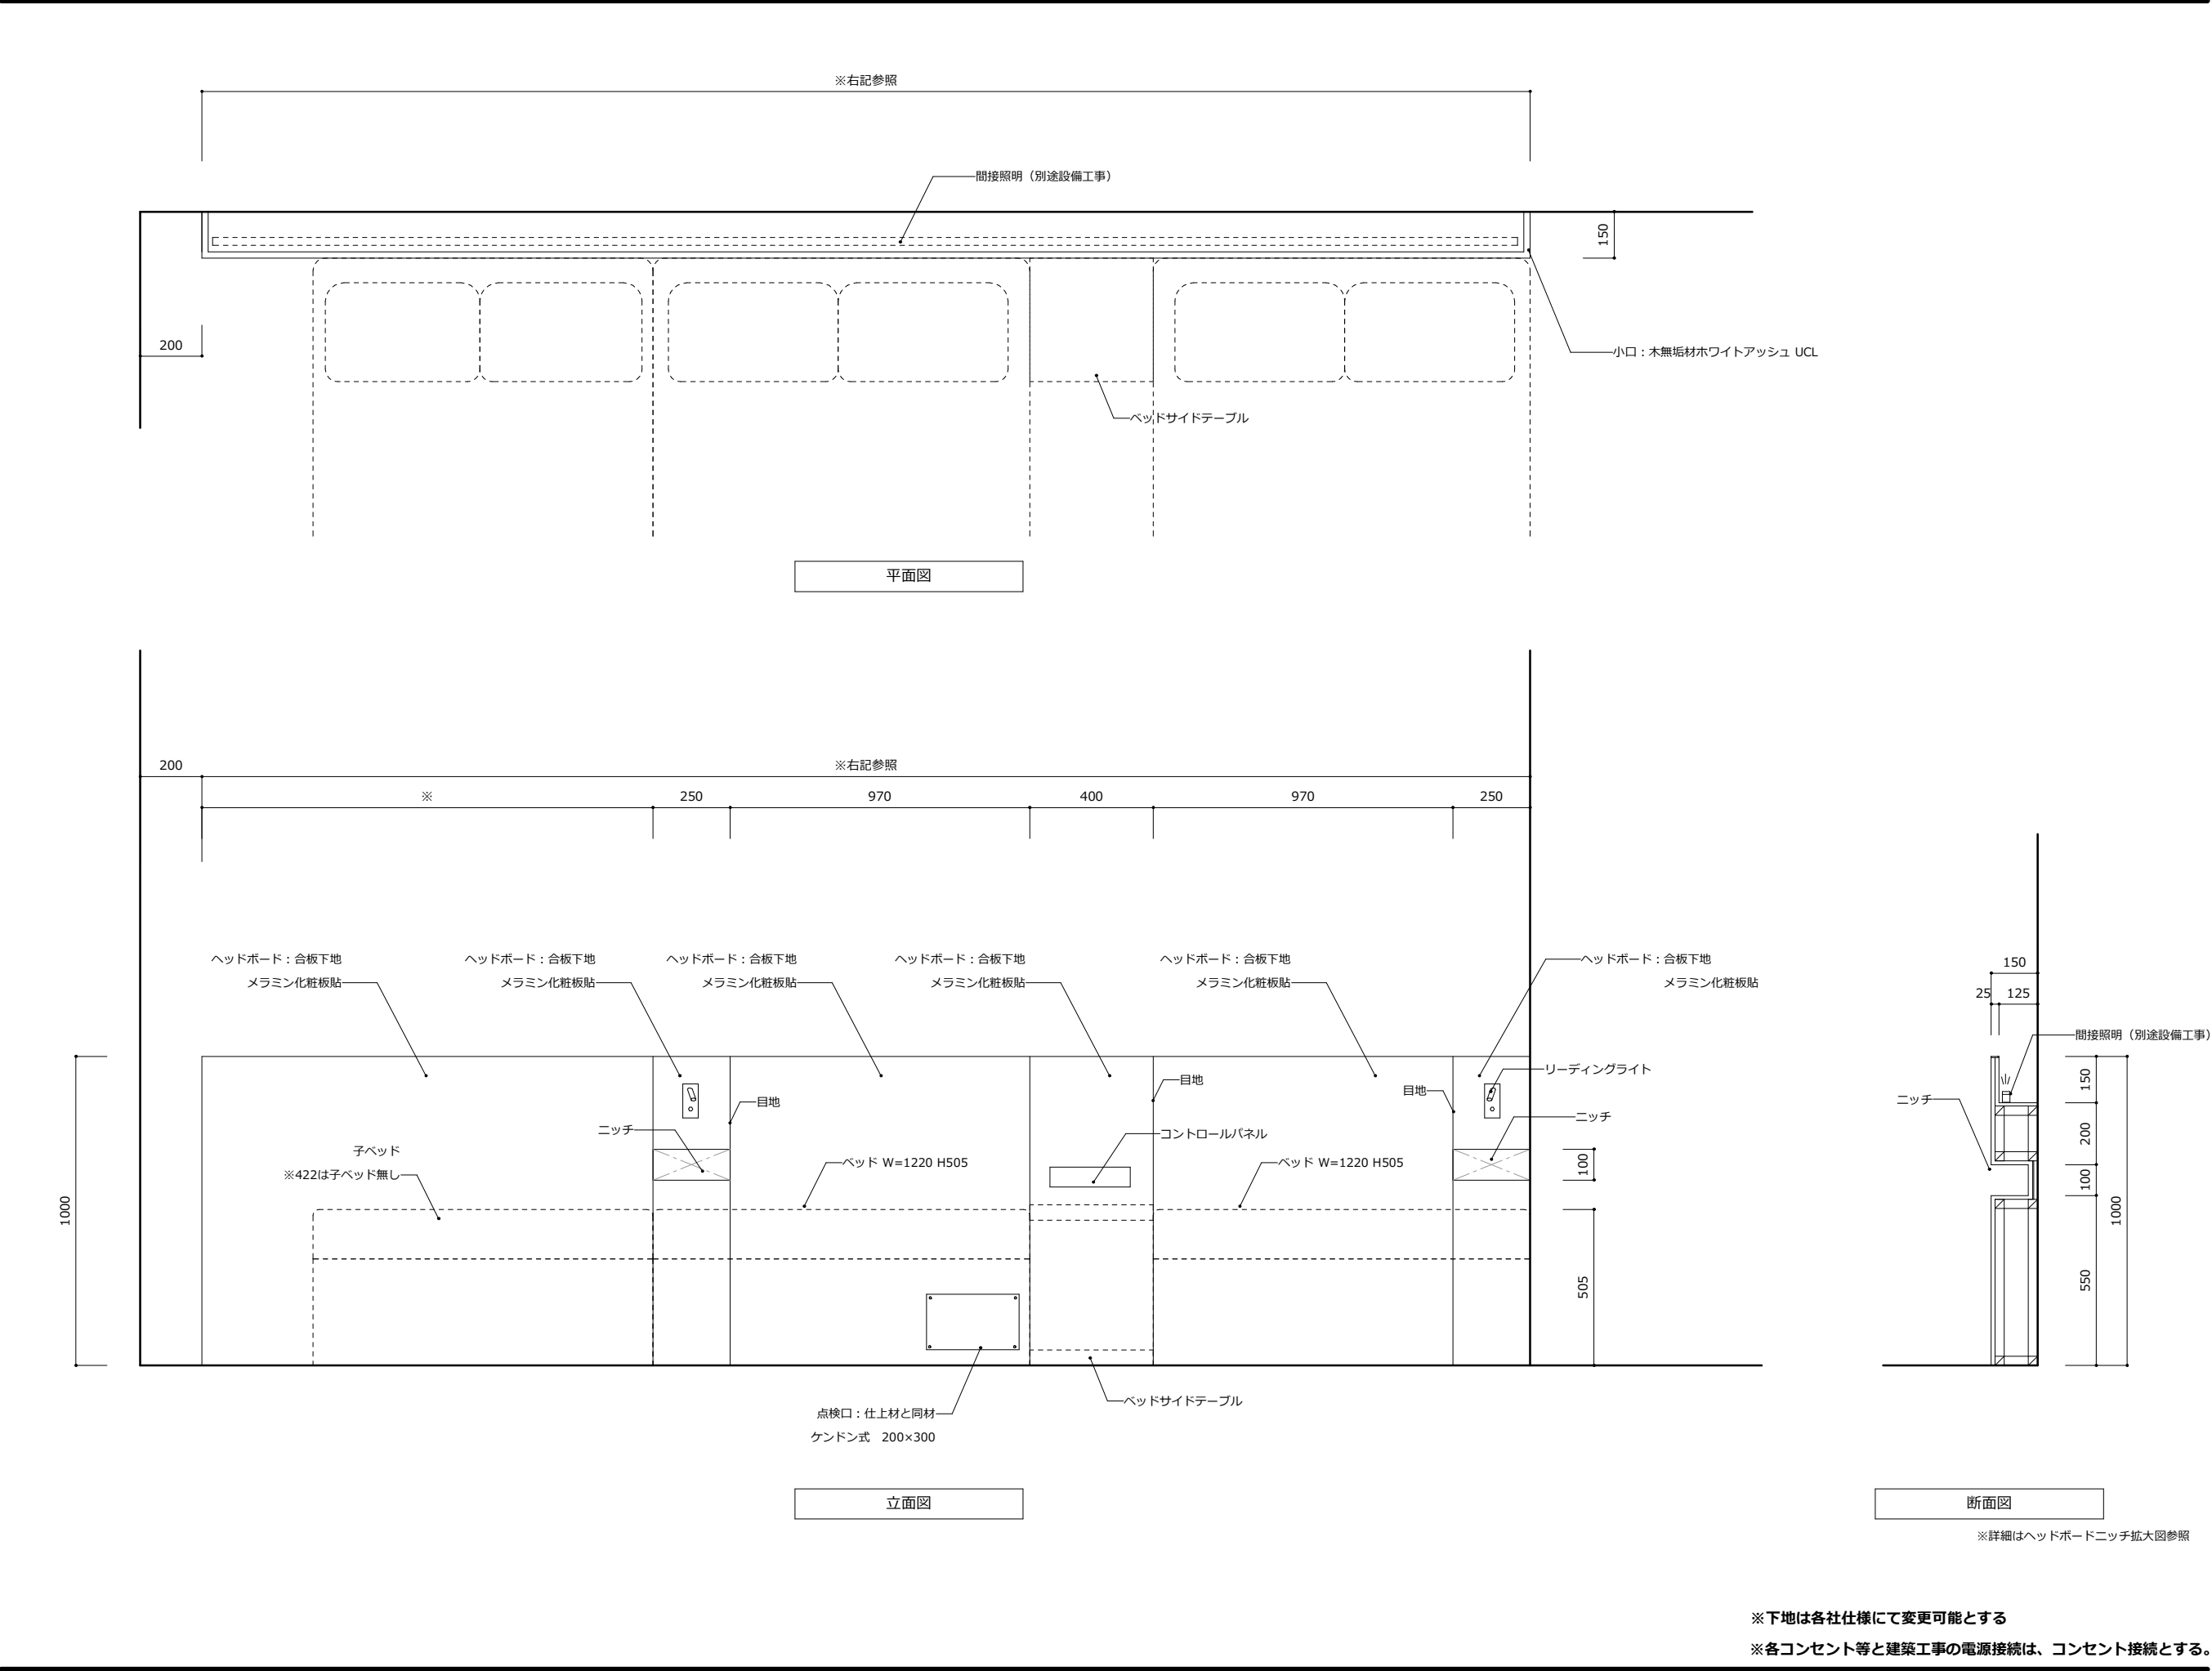 ※右記参照
間接照明（別途設備工事）
150
200
小口：木無垢材ホワイトアッシュ UCL
ベッドサイドテーブル
平面図
200
※右記参照
※
250
970
400
970
250
ヘッドボード：合板下地
メラミン化粧板貼
ヘッドボード：合板下地
メラミン化粧板貼
ヘッドボード：合板下地
メラミン化粧板貼
ヘッドボード：合板下地
メラミン化粧板貼
ヘッドボード：合板下地
メラミン化粧板貼
ヘッドボード：合板下地
メラミン化粧板貼
リーディングライト
目地
目地
目地
ニッチ
ニッチ
コントロールパネル
子ベッド
※422は子ベッド無し
ベッド W=1220 H505
ベッド W=1220 H505
100
1000
505
ベッドサイドテーブル
点検口：仕上材と同材
ケンドン式　200×300
立面図
150
25
125
間接照明（別途設備工事）
ニッチ
150
200
100
1000
550
断面図
※詳細はヘッドボードニッチ拡大図参照
※下地は各社仕様にて変更可能とする
※各コンセント等と建築工事の電源接続は、コンセント接続とする。